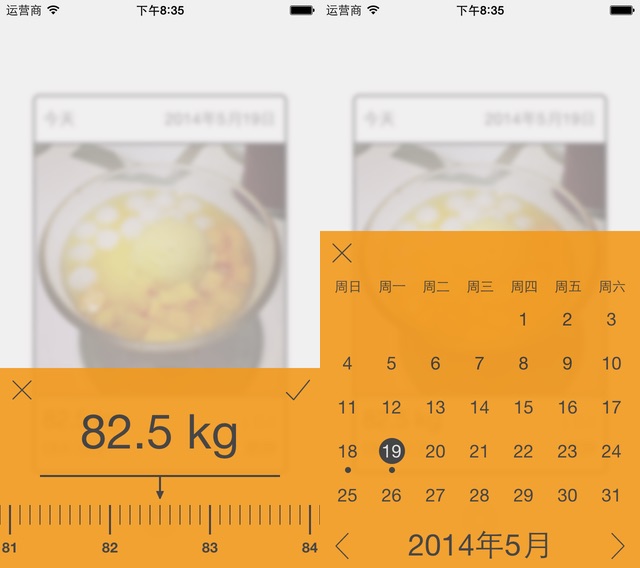 运营商 下午8:35
今天 2014年5月19日
82.5 kg
81 82 83 84
运营商 下午8:35
今天 2014年5月19日
周日 周一 周二 周三 周四 周五 周六
1 2 3
4 5 6 7 8 9 10
11 12 13 14 15 16 17
18 19 20 21 22 23 24
25 26 27 28 29 30 31
2014年5月